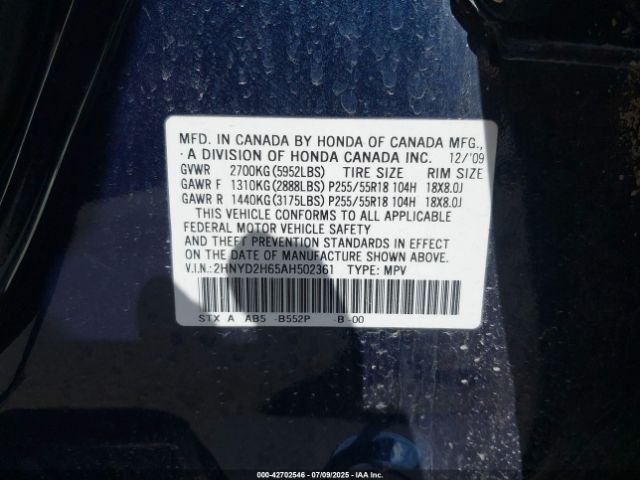 MFD. IN CANADA BY HONDA OF CANADA MFG.,
A DIVISION OF HONDA CANADA INC. 12/'09
GVWR 2700KG(5952LBS) TIRE SIZE RIM SIZE
GAWR F 1310KG(2888LBS) P255/55R18 104H 18X8.0J
GAWR R 1440KG(3175LBS) P255/55R18 104H 18X8.0J
THIS VEHICLE CONFORMS TO ALL APPLICABLE
FEDERAL MOTOR VEHICLE SAFETY
AND THEFT PREVENTION STANDARDS IN EFFECT
ON THE DATE OF MANUFACTURE SHOWN ABOVE.
V.I.N.: 2HNYD2H65AH502361 TYPE: MPV
STX A AB5 -B552P -B -00
000-42702546 | 07/09/2025 | IAA Inc.